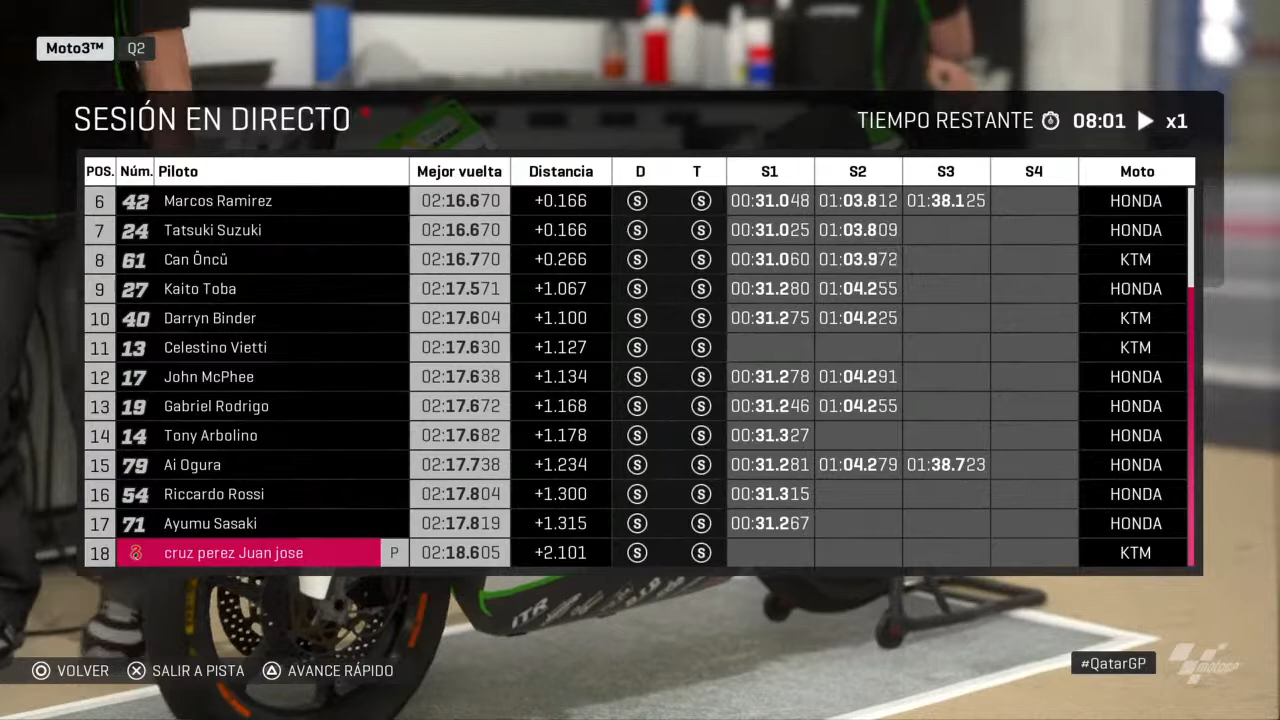 Moto3™ Q2
SESIÓN EN DIRECTO
TIEMPO RESTANTE 08:01 x1
POS. Núm. Piloto Mejor vuelta Distancia D T S1 S2 S3 S4 Moto
6 42 Marcos Ramirez 02:16.670 +0.166 S S 00:31.048 01:03.812 01:38.125 HONDA
7 24 Tatsuki Suzuki 02:16.670 +0.166 S S 00:31.025 01:03.809 HONDA
8 61 Can Öncü 02:16.770 +0.266 S S 00:31.060 01:03.972 KTM
9 27 Kaito Toba 02:17.571 +1.067 S S 00:31.280 01:04.255 HONDA
10 40 Darryn Binder 02:17.604 +1.100 S S 00:31.275 01:04.225 KTM
11 13 Celestino Vietti 02:17.630 +1.127 S S KTM
12 17 John McPhee 02:17.638 +1.134 S S 00:31.278 01:04.291 HONDA
13 19 Gabriel Rodrigo 02:17.672 +1.168 S S 00:31.246 01:04.255 HONDA
14 14 Tony Arbolino 02:17.682 +1.178 S S 00:31.327 HONDA
15 79 Ai Ogura 02:17.738 +1.234 S S 00:31.281 01:04.279 01:38.723 HONDA
16 54 Riccardo Rossi 02:17.804 +1.300 S S 00:31.315 HONDA
17 71 Ayumu Sasaki 02:17.819 +1.315 S S 00:31.267 HONDA
18 8 cruz perez Juan jose P 02:18.605 +2.101 S S KTM
ITR
VOLVER SALIR A PISTA AVANCE RÁPIDO
#QatarGP
MotoGP